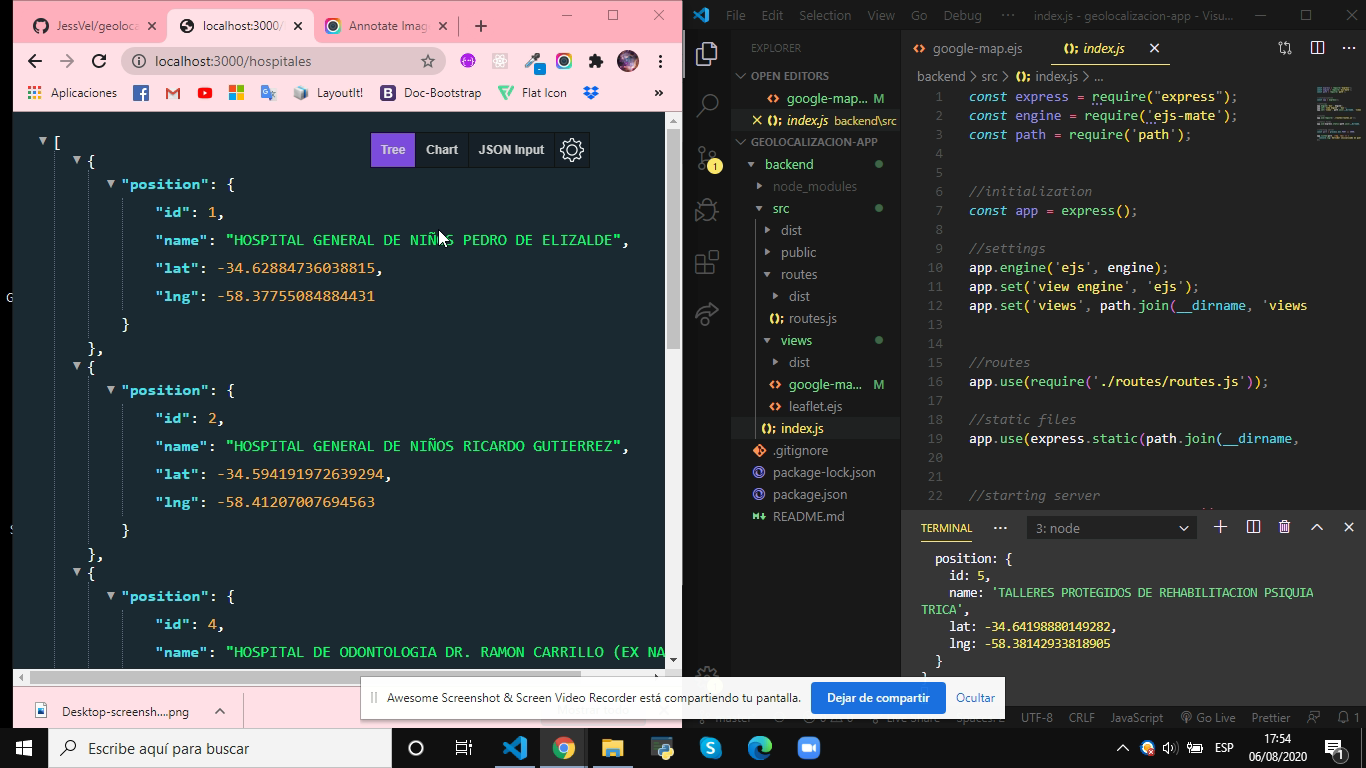 JessVel/geoloca
localhost:3000/
Annotate Imag
localhost:3000/hospitales
Aplicaciones
LayoutIt!
Doc-Bootstrap
Flat Icon
»
Tree
Chart
JSON Input
[
{
"position": {
"id": 1,
"name": "HOSPITAL GENERAL DE NIÑOS PEDRO DE ELIZALDE",
"lat": -34.62884736038815,
"lng": -58.37755084884431
}
},
{
"position": {
"id": 2,
"name": "HOSPITAL GENERAL DE NIÑOS RICARDO GUTIERREZ",
"lat": -34.594191972639294,
"lng": -58.41207007694563
}
},
{
"position": {
"id": 4,
"name": "HOSPITAL DE ODONTOLOGIA DR. RAMON CARRILLO (EX NA
Desktop-screensh....png
File Edit Selection View Go Debug ··· index.js - geolocalizacion-app - Visu...
EXPLORER
OPEN EDITORS
google-map... M
index.js backend\src
GEOLOCALIZACION-APP
backend
node_modules
src
dist
public
routes
dist
routes.js
views
dist
google-ma... M
leaflet.ejs
index.js
.gitignore
package-lock.json
package.json
README.md
1
google-map.ejs
index.js
backend > src > index.js > ...
1 const express = require("express");
2 const engine = require('ejs-mate');
3 const path = require('path');
4
5
6 //initialization
7 const app = express();
8
9 //settings
10 app.engine('ejs', engine);
11 app.set('view engine', 'ejs');
12 app.set('views', path.join(__dirname, 'views
13
14
15 //routes
16 app.use(require('./routes/routes.js'));
17
18 //static files
19 app.use(express.static(path.join(__dirname,
20
21
22 //starting server
TERMINAL ··· 3: node
position: {
id: 5,
name: 'TALLERES PROTEGIDOS DE REHABILITACION PSIQUIA
TRICA',
lat: -34.64198880149282,
lng: -58.38142933818905
}
Awesome Screenshot & Screen Video Recorder está compartiendo tu pantalla.
Dejar de compartir
Ocultar
UTF-8 CRLF JavaScript Go Live Prettier 1
Escribe aquí para buscar
ESP
17:54
06/08/2020
1